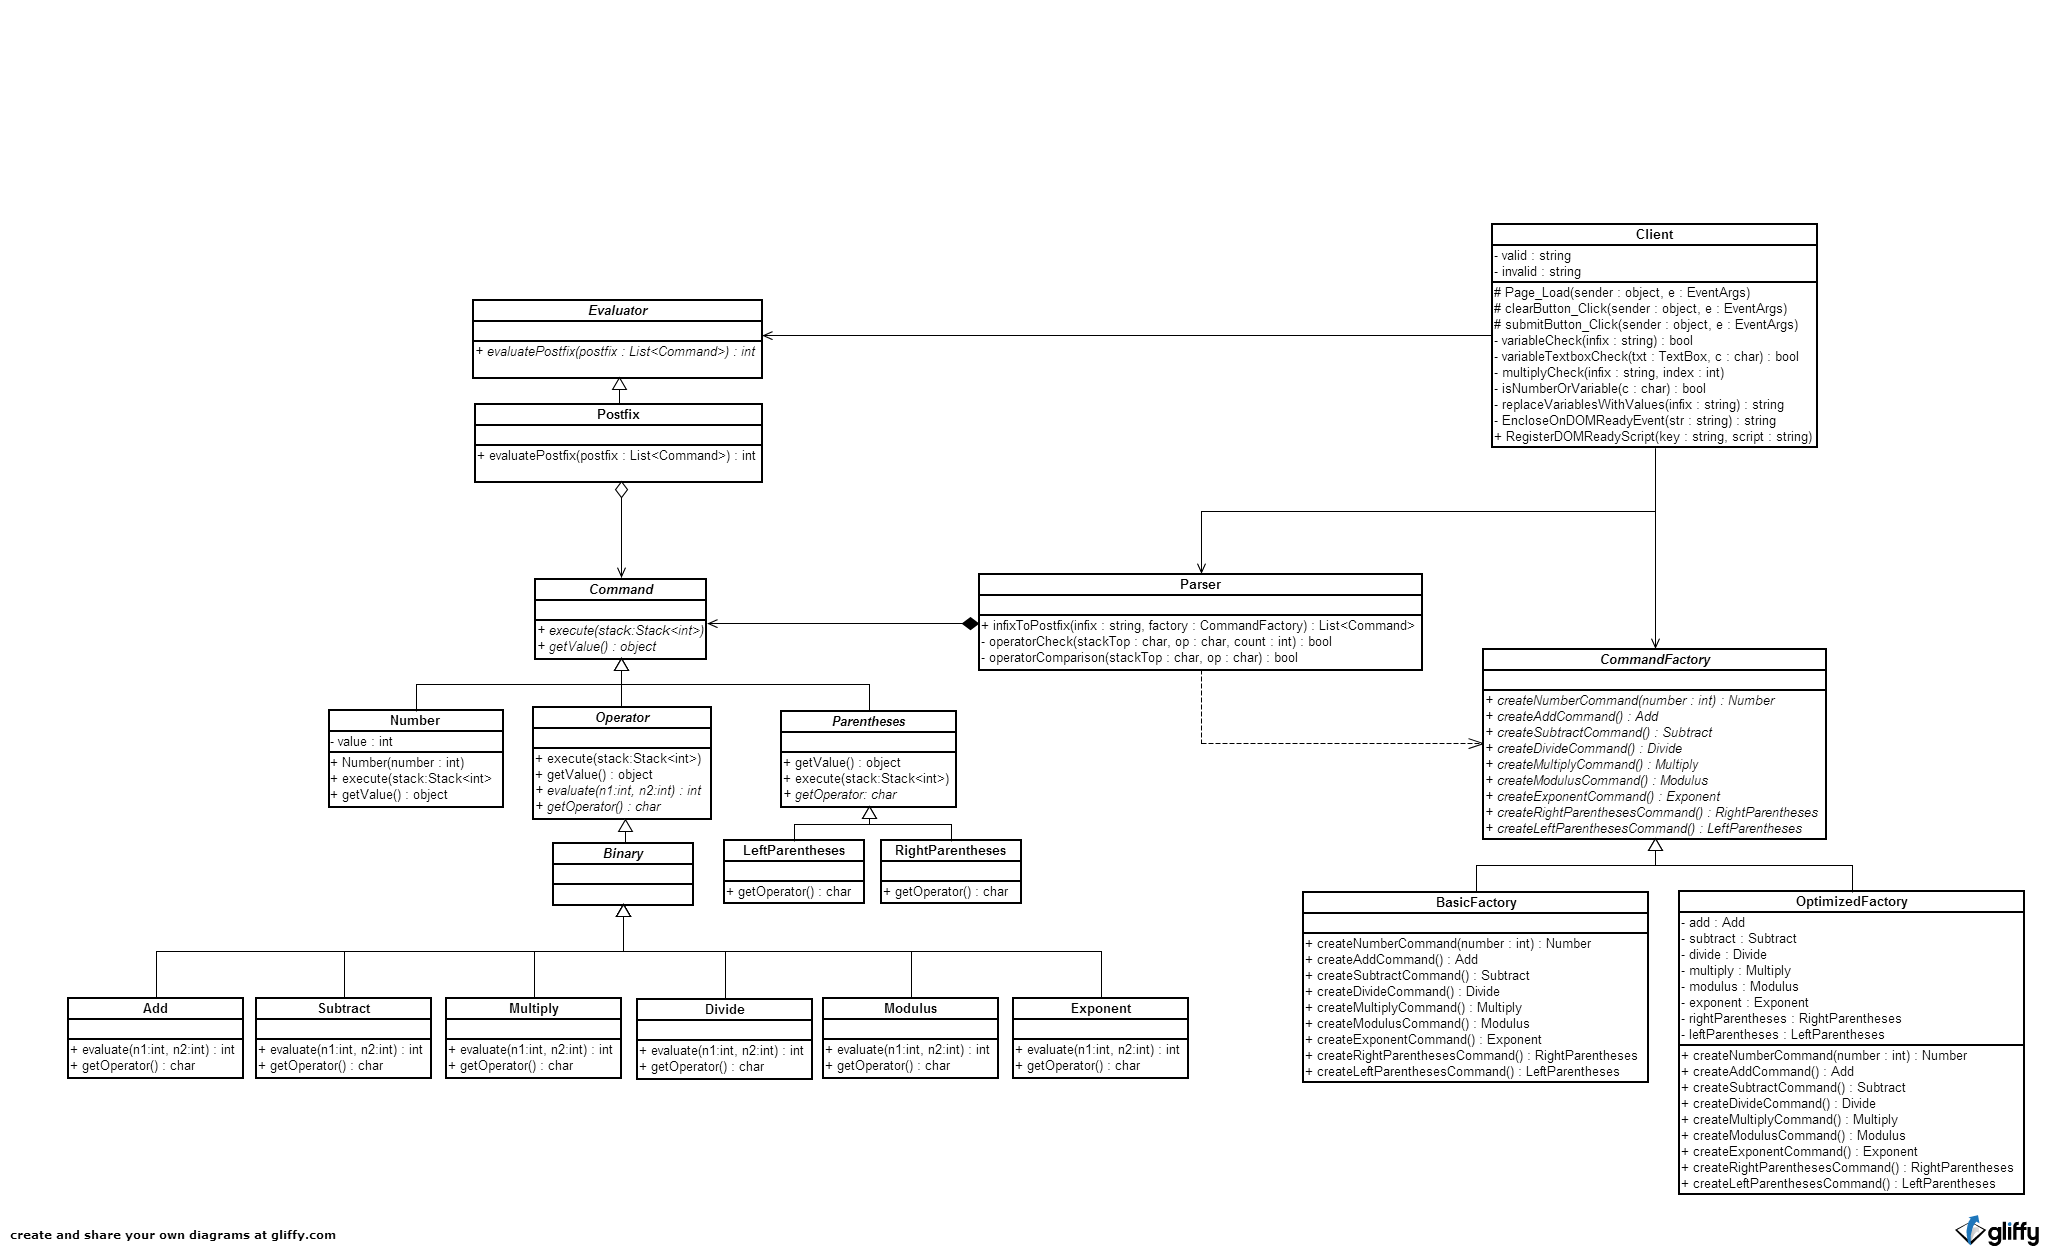 Client
- valid : string
- invalid : string
# Page_Load(sender : object, e : EventArgs)
# clearButton_Click(sender : object, e : EventArgs)
# submitButton_Click(sender : object, e : EventArgs)
- variableCheck(infix : string) : bool
- variableTextboxCheck(txt : TextBox, c : char) : bool
- multiplyCheck(infix : string, index : int)
- isNumberOrVariable(c : char) : bool
- replaceVariablesWithValues(infix : string) : string
- EncloseOnDOMReadyEvent(str : string) : string
+ RegisterDOMReadyScript(key : string, script : string)
Evaluator
+ evaluatePostfix(postfix : List<Command>) : int
Postfix
+ evaluatePostfix(postfix : List<Command>) : int
Command
+ execute(stack:Stack<int>)
+ getValue() : object
Parser
+ infixToPostfix(infix : string, factory : CommandFactory) : List<Command>
- operatorCheck(stackTop : char, op : char, count : int) : bool
- operatorComparison(stackTop : char, op : char) : bool
CommandFactory
+ createNumberCommand(number : int) : Number
+ createAddCommand() : Add
+ createSubtractCommand() : Subtract
+ createDivideCommand() : Divide
+ createMultiplyCommand() : Multiply
+ createModulusCommand() : Modulus
+ createExponentCommand() : Exponent
+ createRightParenthesesCommand() : RightParentheses
+ createLeftParenthesesCommand() : LeftParentheses
Number
- value : int
+ Number(number : int)
+ execute(stack:Stack<int>
+ getValue() : object
Operator
+ execute(stack:Stack<int>)
+ getValue() : object
+ evaluate(n1:int, n2:int) : int
+ getOperator() : char
Parentheses
+ getValue() : object
+ execute(stack:Stack<int>)
+ getOperator: char
Binary
LeftParentheses
+ getOperator() : char
RightParentheses
+ getOperator() : char
BasicFactory
+ createNumberCommand(number : int) : Number
+ createAddCommand() : Add
+ createSubtractCommand() : Subtract
+ createDivideCommand() : Divide
+ createMultiplyCommand() : Multiply
+ createModulusCommand() : Modulus
+ createExponentCommand() : Exponent
+ createRightParenthesesCommand() : RightParentheses
+ createLeftParenthesesCommand() : LeftParentheses
OptimizedFactory
- add : Add
- subtract : Subtract
- divide : Divide
- multiply : Multiply
- modulus : Modulus
- exponent : Exponent
- rightParentheses : RightParentheses
- leftParentheses : LeftParentheses
+ createNumberCommand(number : int) : Number
+ createAddCommand() : Add
+ createSubtractCommand() : Subtract
+ createDivideCommand() : Divide
+ createMultiplyCommand() : Multiply
+ createModulusCommand() : Modulus
+ createExponentCommand() : Exponent
+ createRightParenthesesCommand() : RightParentheses
+ createLeftParenthesesCommand() : LeftParentheses
Add
+ evaluate(n1:int, n2:int) : int
+ getOperator() : char
Subtract
+ evaluate(n1:int, n2:int) : int
+ getOperator() : char
Multiply
+ evaluate(n1:int, n2:int) : int
+ getOperator() : char
Divide
+ evaluate(n1:int, n2:int) : int
+ getOperator() : char
Modulus
+ evaluate(n1:int, n2:int) : int
+ getOperator() : char
Exponent
+ evaluate(n1:int, n2:int) : int
+ getOperator() : char
create and share your own diagrams at gliffy.com
gliffy